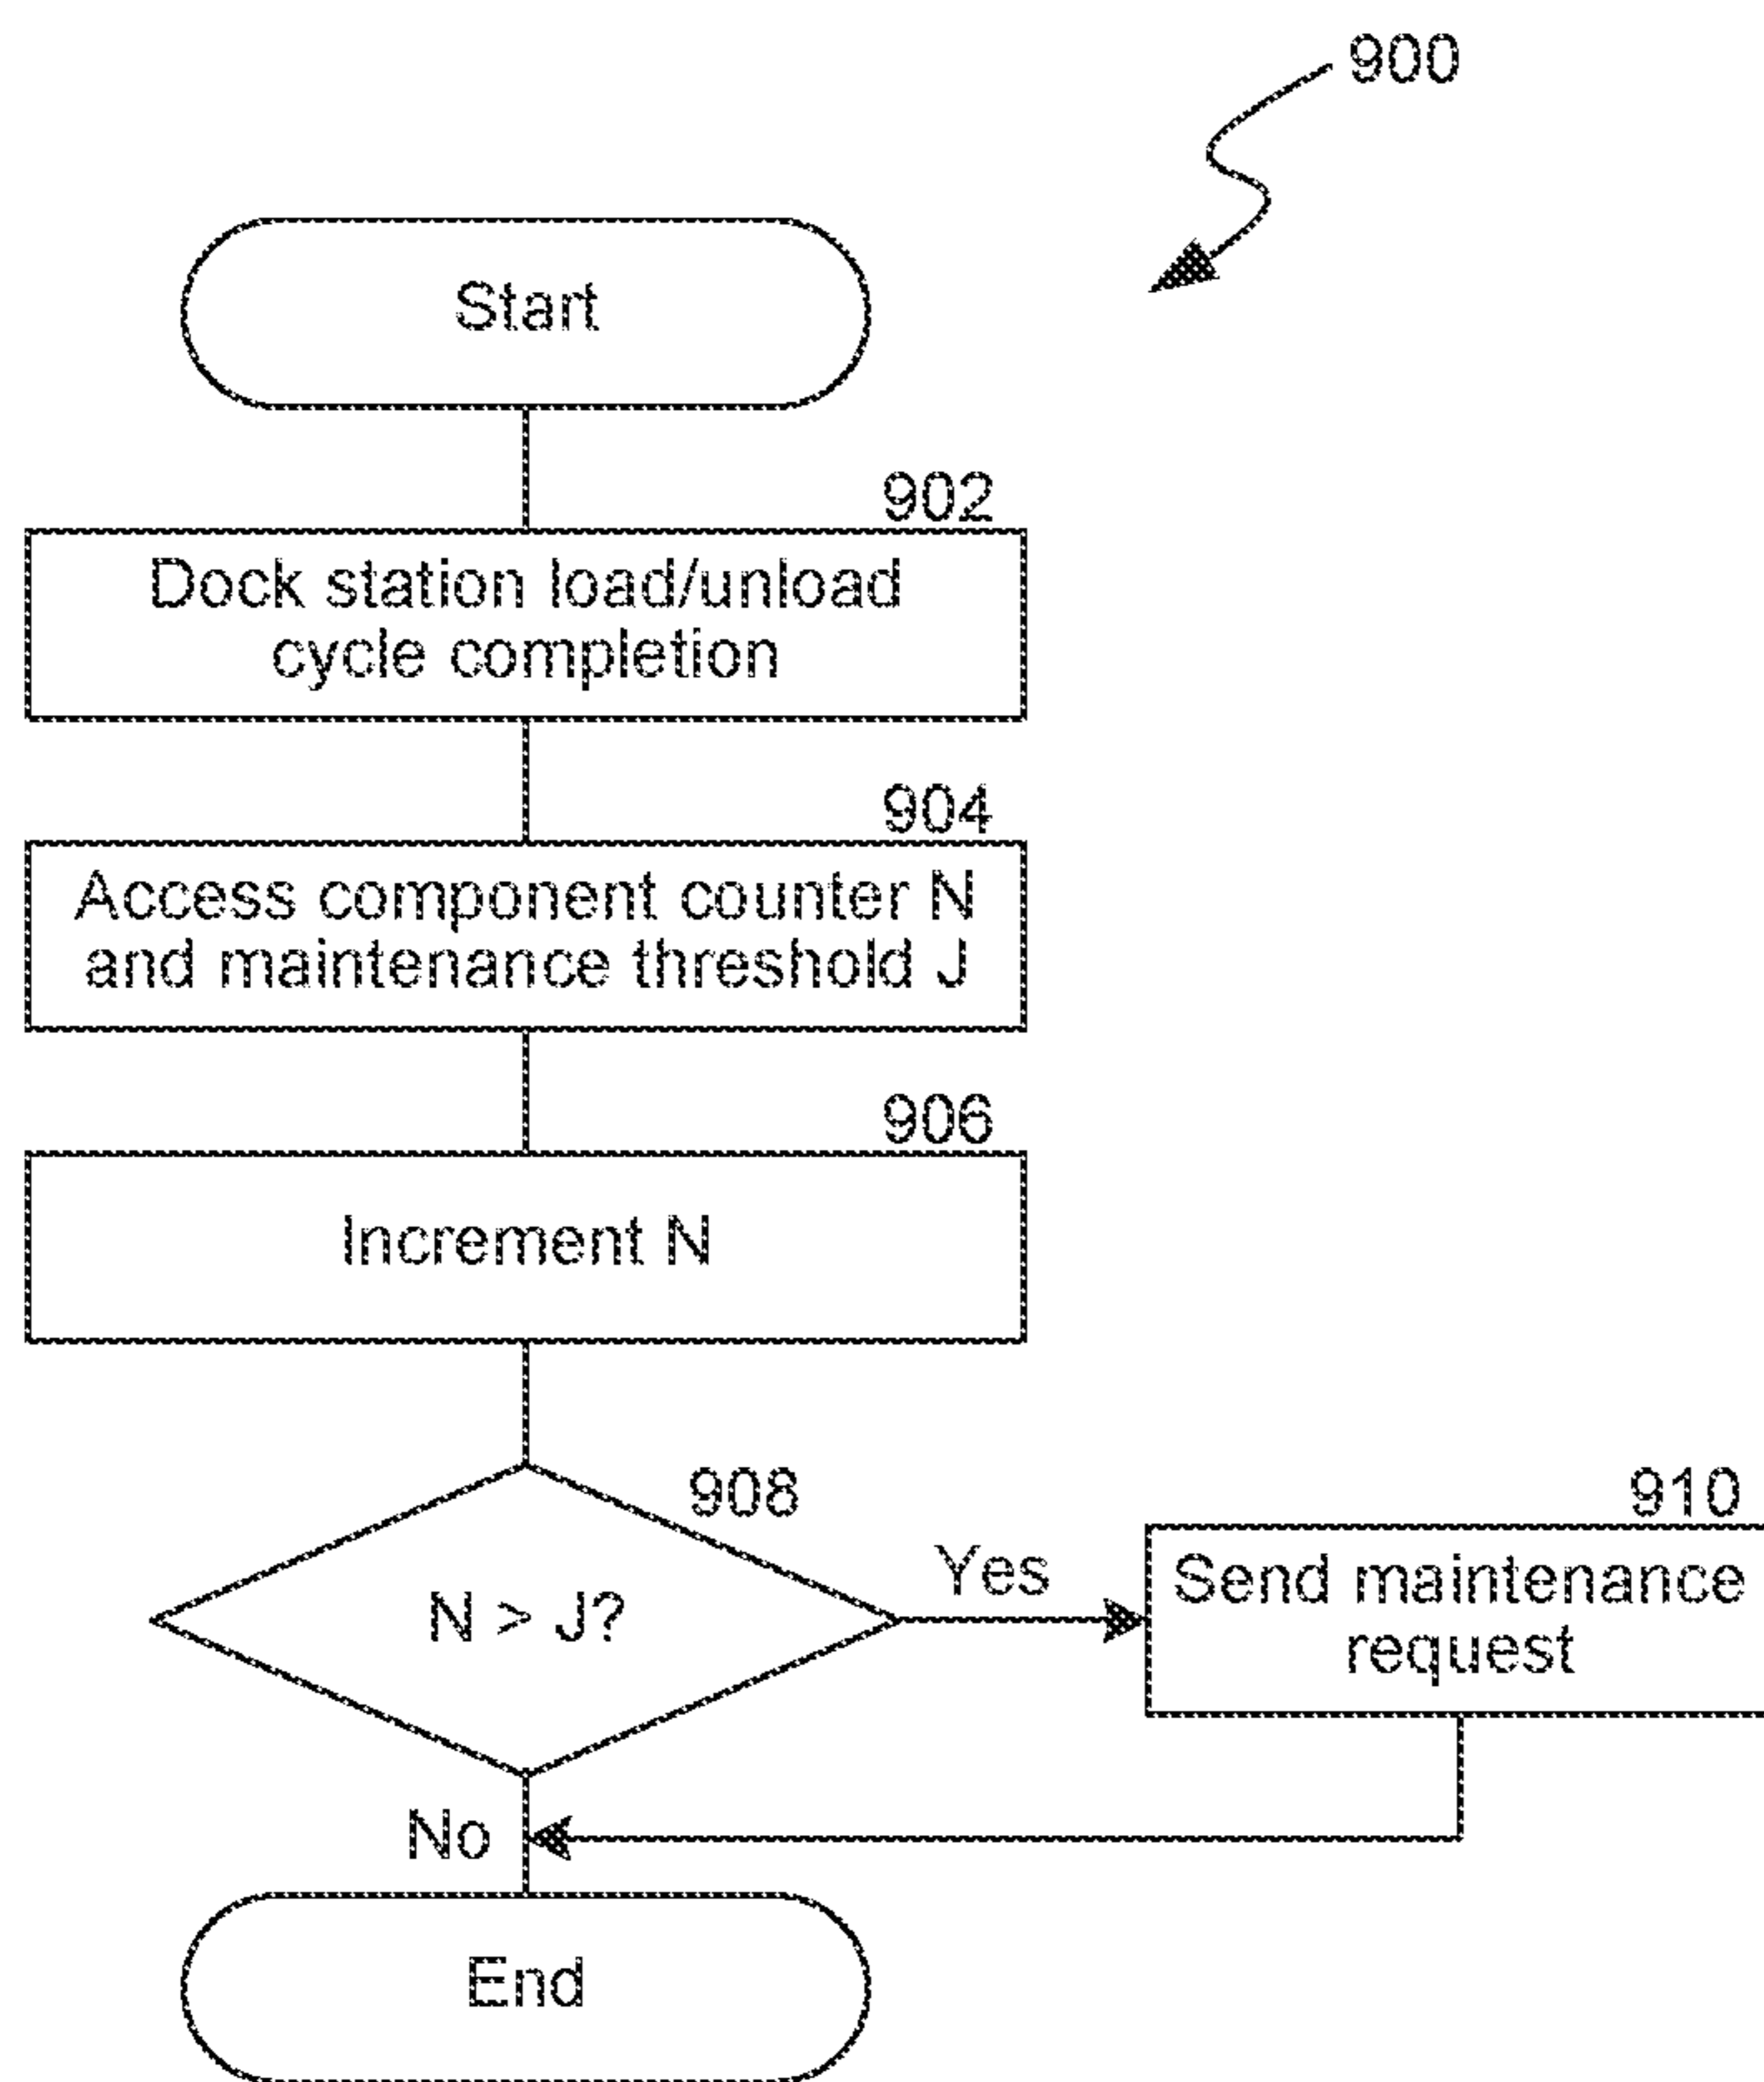 900
Start
902
Dock station load/unload
cycle completion
904
Access component counter N
and maintenance threshold J
906
Increment N
908
N > J?
Yes
910
Send maintenance
request
No
End